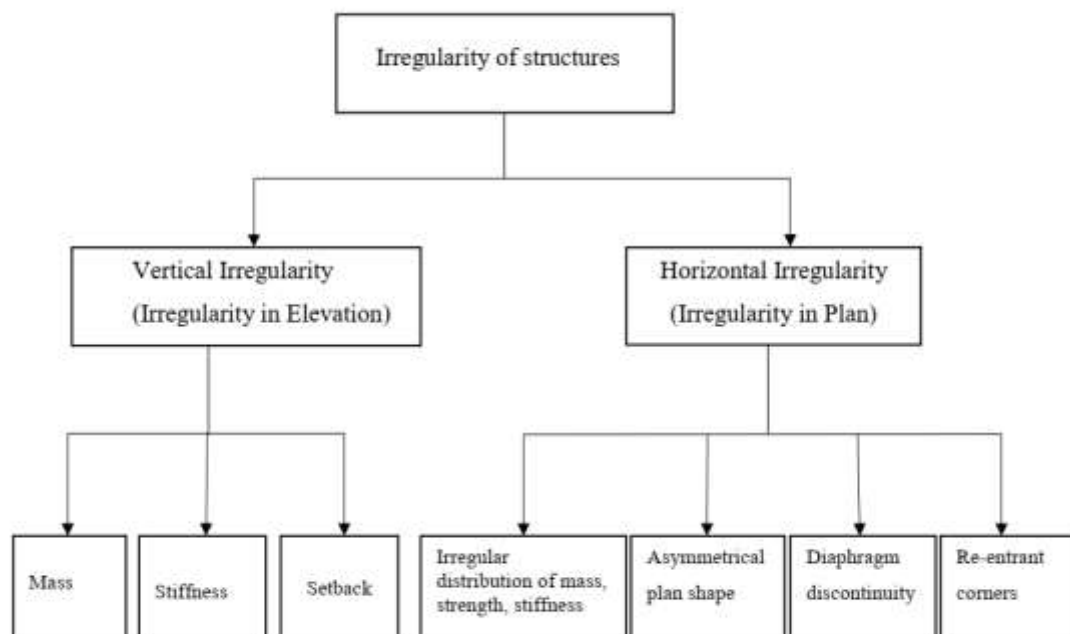 Irregularity of structures
Vertical Irregularity
(Irregularity in Elevation)
Horizontal Irregularity
(Irregularity in Plan)
Mass
Stiffness
Setback
Irregular
distribution of mass,
strength, stiffness
Asymmetrical
plan shape
Diaphragm
discontinuity
Re-entrant
corners